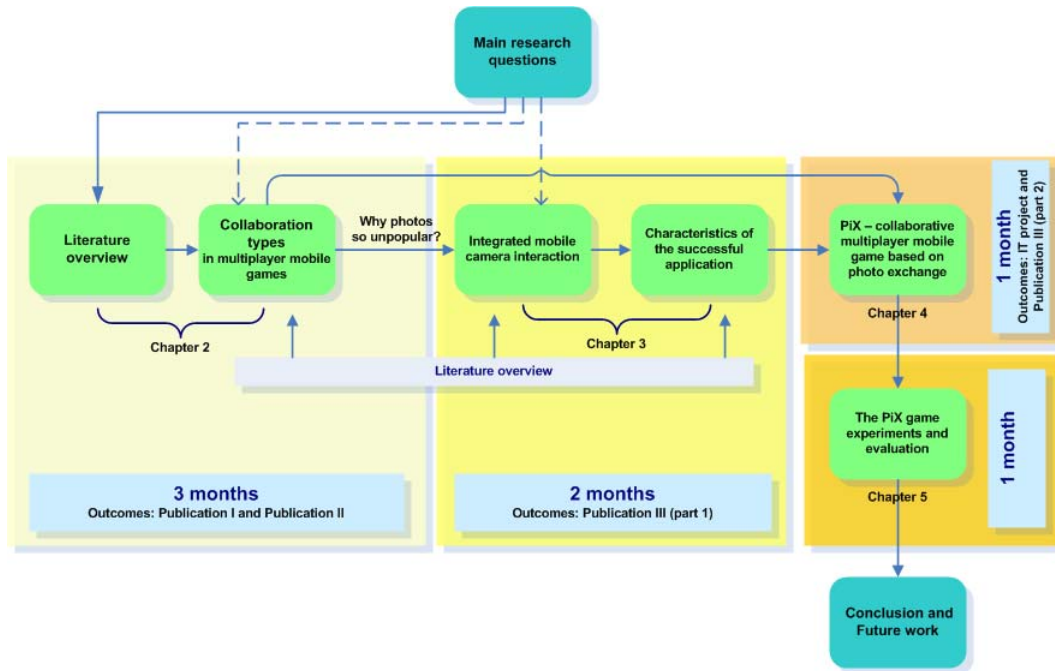 Main research
questions
Literature
overview
Collaboration
types
in multiplayer mobile
games
Why photos
so unpopular?
Integrated mobile
camera interaction
Characteristics of
the successful
application
PiX – collaborative
multiplayer mobile
game based on
photo exchange
1 month
Outcomes: IT project and
Publication III (part 2)
Chapter 2
Chapter 3
Chapter 4
Literature overview
The PiX game
experiments and
evaluation
1 month
3 months
Outcomes: Publication I and Publication II
2 months
Outcomes: Publication III (part 1)
Chapter 5
Conclusion and
Future work